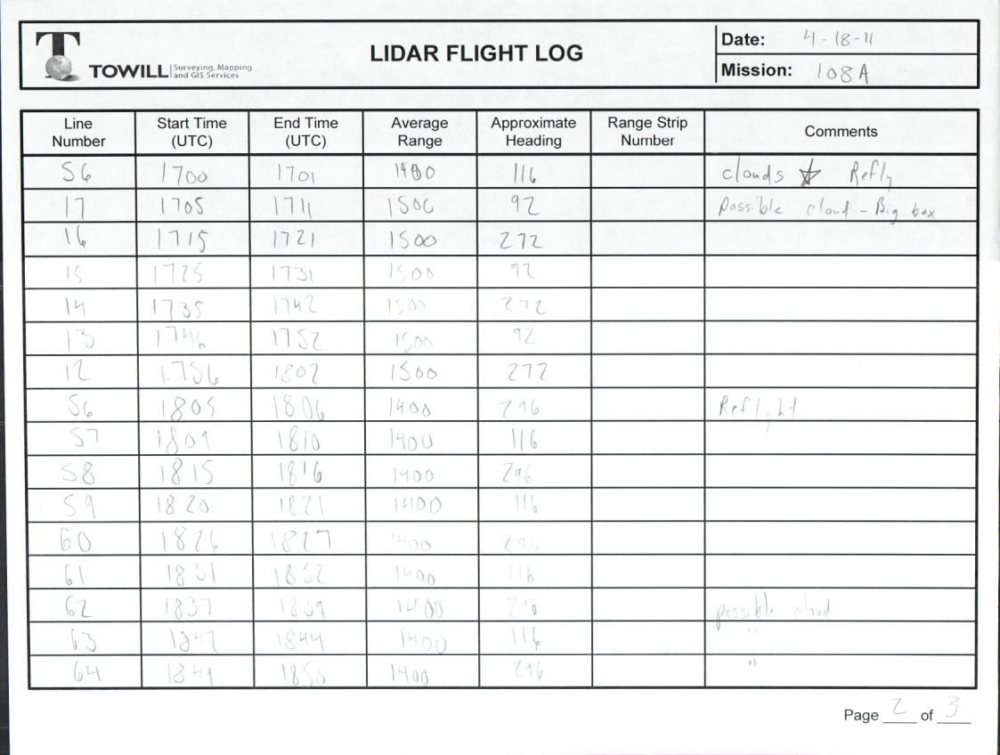 T TOWILL Surveying, Mapping and GIS Services
LIDAR FLIGHT LOG
Date: 4-18-11
Mission: 108A
Line Number Start Time (UTC) End Time (UTC) Average Range Approximate Heading Range Strip Number Comments
56 1700 1701 1400 116 clouds ☆ Refly
17 1705 1711 1500 92 possible cloud - Big box
16 1715 1721 1500 272
15 1725 1731 1500 92
14 1735 1742 1500 272
13 1746 1752 1500 92
12 1756 1802 1500 272
56 1805 1806 1400 296 Reflight
57 1809 1810 1400 116
58 1815 1816 1400 296
59 1820 1821 1400 116
60 1826 1827 1400 296
61 1831 1832 1400 116
62 1837 1839 1400 296 possible cloud
63 1842 1844 1400 116 "
64 1849 1850 1400 296 "
Page 2 of 3